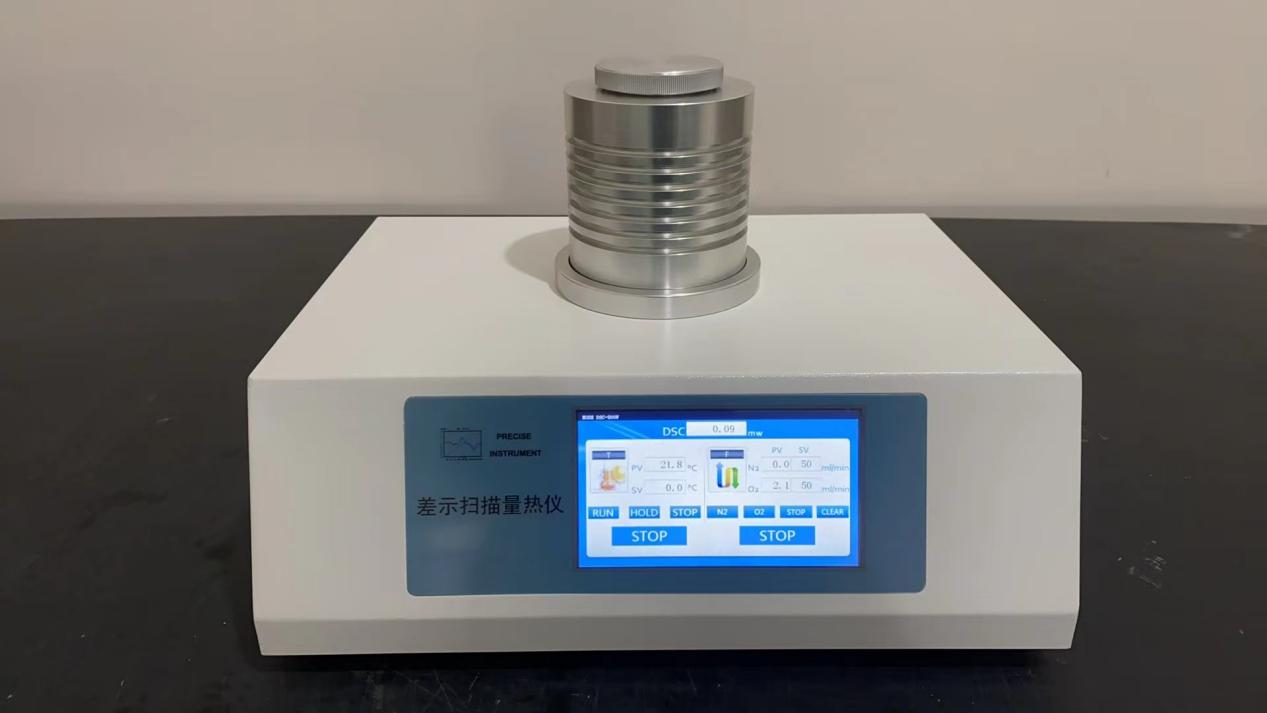 PRECISE
INSTRUMENT
差示扫描量热仪
DSC 0.09 mw
T
PV 21.8 ℃
SV 0.0 ℃
F
PV SV
N₂ 0.0 50 ml/min
O₂ 2.1 50 ml/min
RUN HOLD STOP N2 O2 STOP CLEAR
STOP STOP